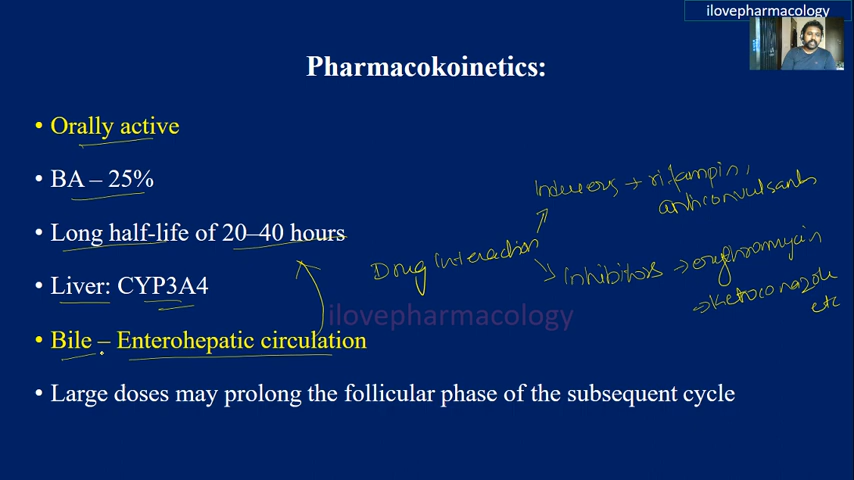 ilovepharmacology
Pharmacokoinetics:
• Orally active
• BA – 25%
• Long half-life of 20–40 hours
• Liver: CYP3A4
• Bile – Enterohepatic circulation
• Large doses may prolong the follicular phase of the subsequent cycle
Drug interaction
Inducers → rifampin,
anticonvulsants
Inhibitors → erythromycin
→ Ketoconazole
etc
ilovepharmacology